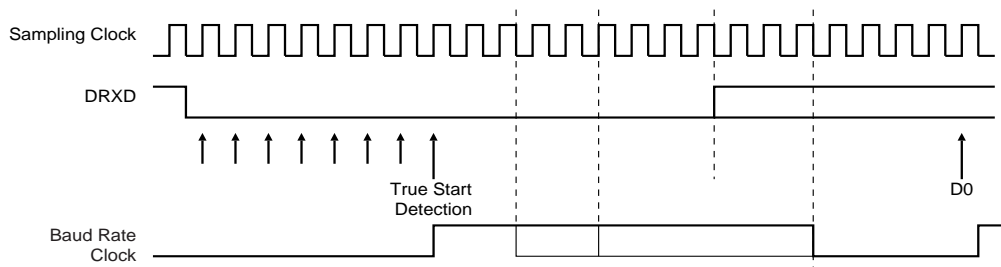 Sampling Clock
DRXD
True Start
Detection
D0
Baud Rate
Clock